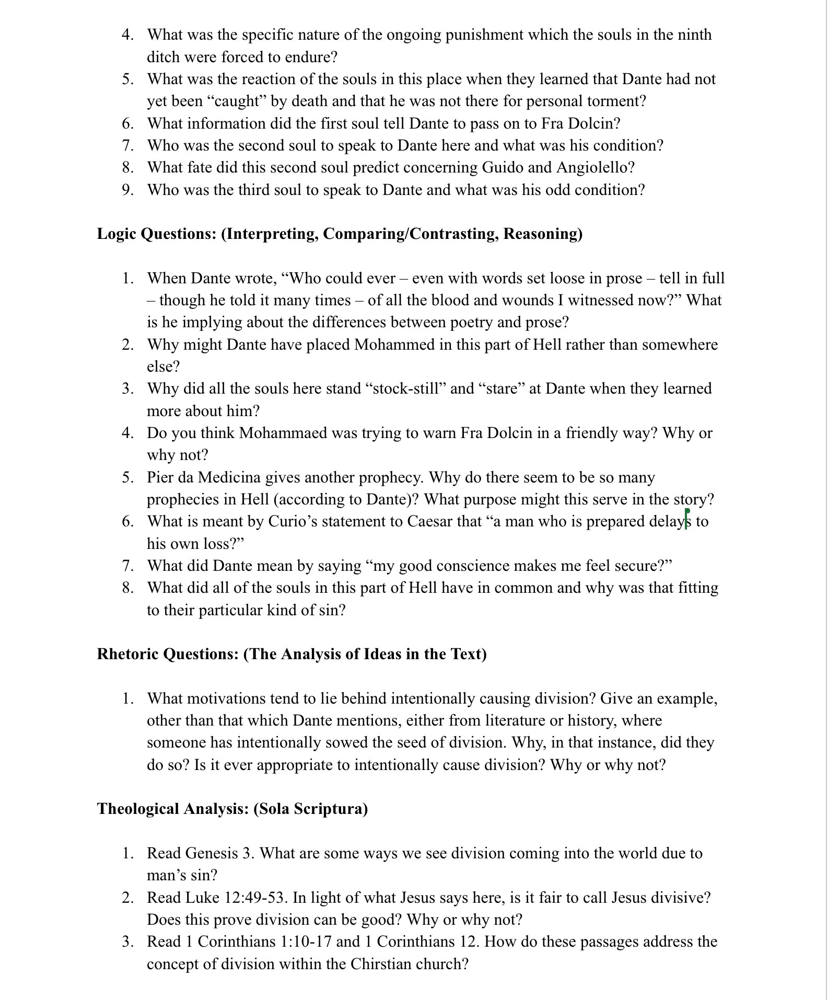 4. What was the specific nature of the ongoing punishment which the souls in the ninth
ditch were forced to endure?
5. What was the reaction of the souls in this place when they learned that Dante had not
yet been “caught” by death and that he was not there for personal torment?
6. What information did the first soul tell Dante to pass on to Fra Dolcin?
7. Who was the second soul to speak to Dante here and what was his condition?
8. What fate did this second soul predict concerning Guido and Angiolello?
9. Who was the third soul to speak to Dante and what was his odd condition?
Logic Questions: (Interpreting, Comparing/Contrasting, Reasoning)
1. When Dante wrote, “Who could ever – even with words set loose in prose – tell in full
– though he told it many times – of all the blood and wounds I witnessed now?” What
is he implying about the differences between poetry and prose?
2. Why might Dante have placed Mohammed in this part of Hell rather than somewhere
else?
3. Why did all the souls here stand “stock-still” and “stare” at Dante when they learned
more about him?
4. Do you think Mohammaed was trying to warn Fra Dolcin in a friendly way? Why or
why not?
5. Pier da Medicina gives another prophecy. Why do there seem to be so many
prophecies in Hell (according to Dante)? What purpose might this serve in the story?
6. What is meant by Curio’s statement to Caesar that “a man who is prepared delays to
his own loss?”
7. What did Dante mean by saying “my good conscience makes me feel secure?”
8. What did all of the souls in this part of Hell have in common and why was that fitting
to their particular kind of sin?
Rhetoric Questions: (The Analysis of Ideas in the Text)
1. What motivations tend to lie behind intentionally causing division? Give an example,
other than that which Dante mentions, either from literature or history, where
someone has intentionally sowed the seed of division. Why, in that instance, did they
do so? Is it ever appropriate to intentionally cause division? Why or why not?
Theological Analysis: (Sola Scriptura)
1. Read Genesis 3. What are some ways we see division coming into the world due to
man’s sin?
2. Read Luke 12:49-53. In light of what Jesus says here, is it fair to call Jesus divisive?
Does this prove division can be good? Why or why not?
3. Read 1 Corinthians 1:10-17 and 1 Corinthians 12. How do these passages address the
concept of division within the Chirstian church?